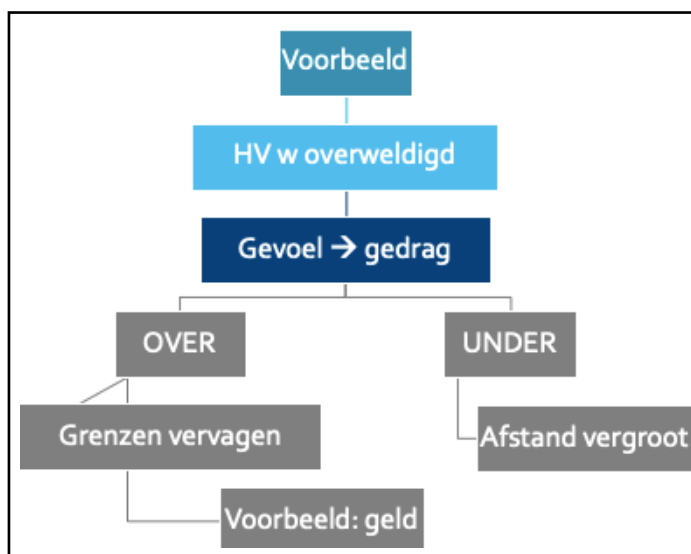 Voorbeeld
HV w overweldigd
Gevoel → gedrag
OVER
UNDER
Grenzen vervagen
Afstand vergroot
Voorbeeld: geld